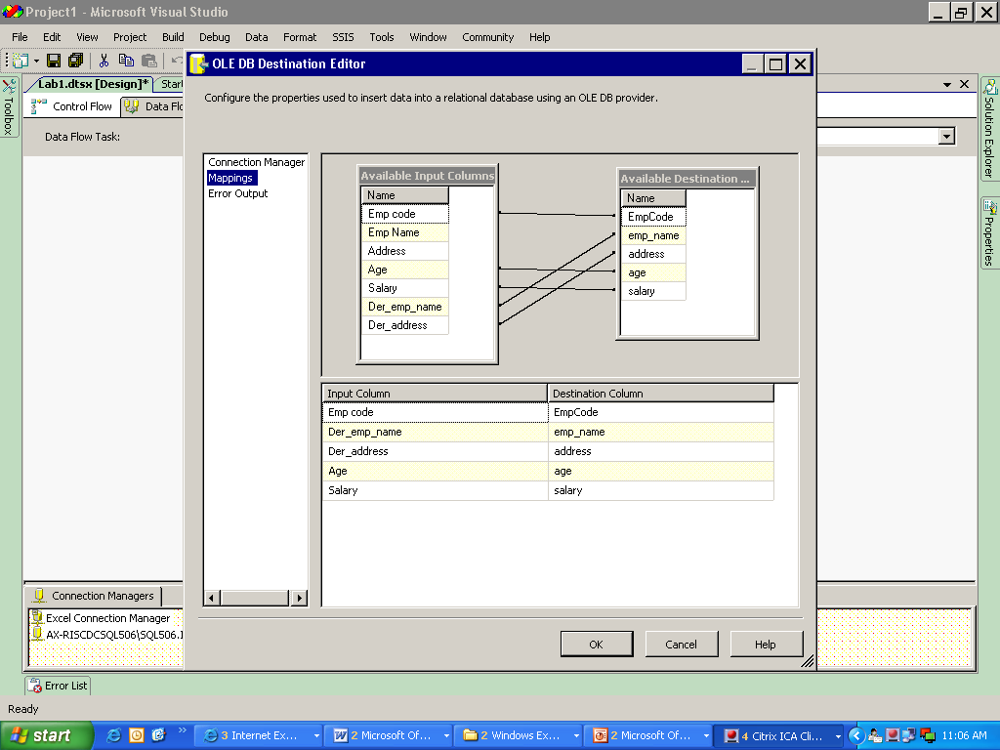 Project1 - Microsoft Visual Studio
File Edit View Project Build Debug Data Format SSIS Tools Window Community Help
Lab1.dtsx [Design]* Start
Control Flow Data Flo
Data Flow Task:
Toolbox
Solution Explorer
Properties
OLE DB Destination Editor
Configure the properties used to insert data into a relational database using an OLE DB provider.
Connection Manager
Mappings
Error Output
Available Input Columns
Name
Emp code
Emp Name
Address
Age
Salary
Der_emp_name
Der_address
Available Destination ...
Name
EmpCode
emp_name
address
age
salary
Input Column Destination Column
Emp code EmpCode
Der_emp_name emp_name
Der_address address
Age age
Salary salary
OK Cancel Help
Connection Managers
Excel Connection Manager
AX-RISCDCSQL506\SQL506.
Error List
Ready
start 3 Internet Ex... 2 Microsoft Of... 2 Windows Ex... 2 Microsoft Of... 4 Citrix ICA Cli... 11:06 AM